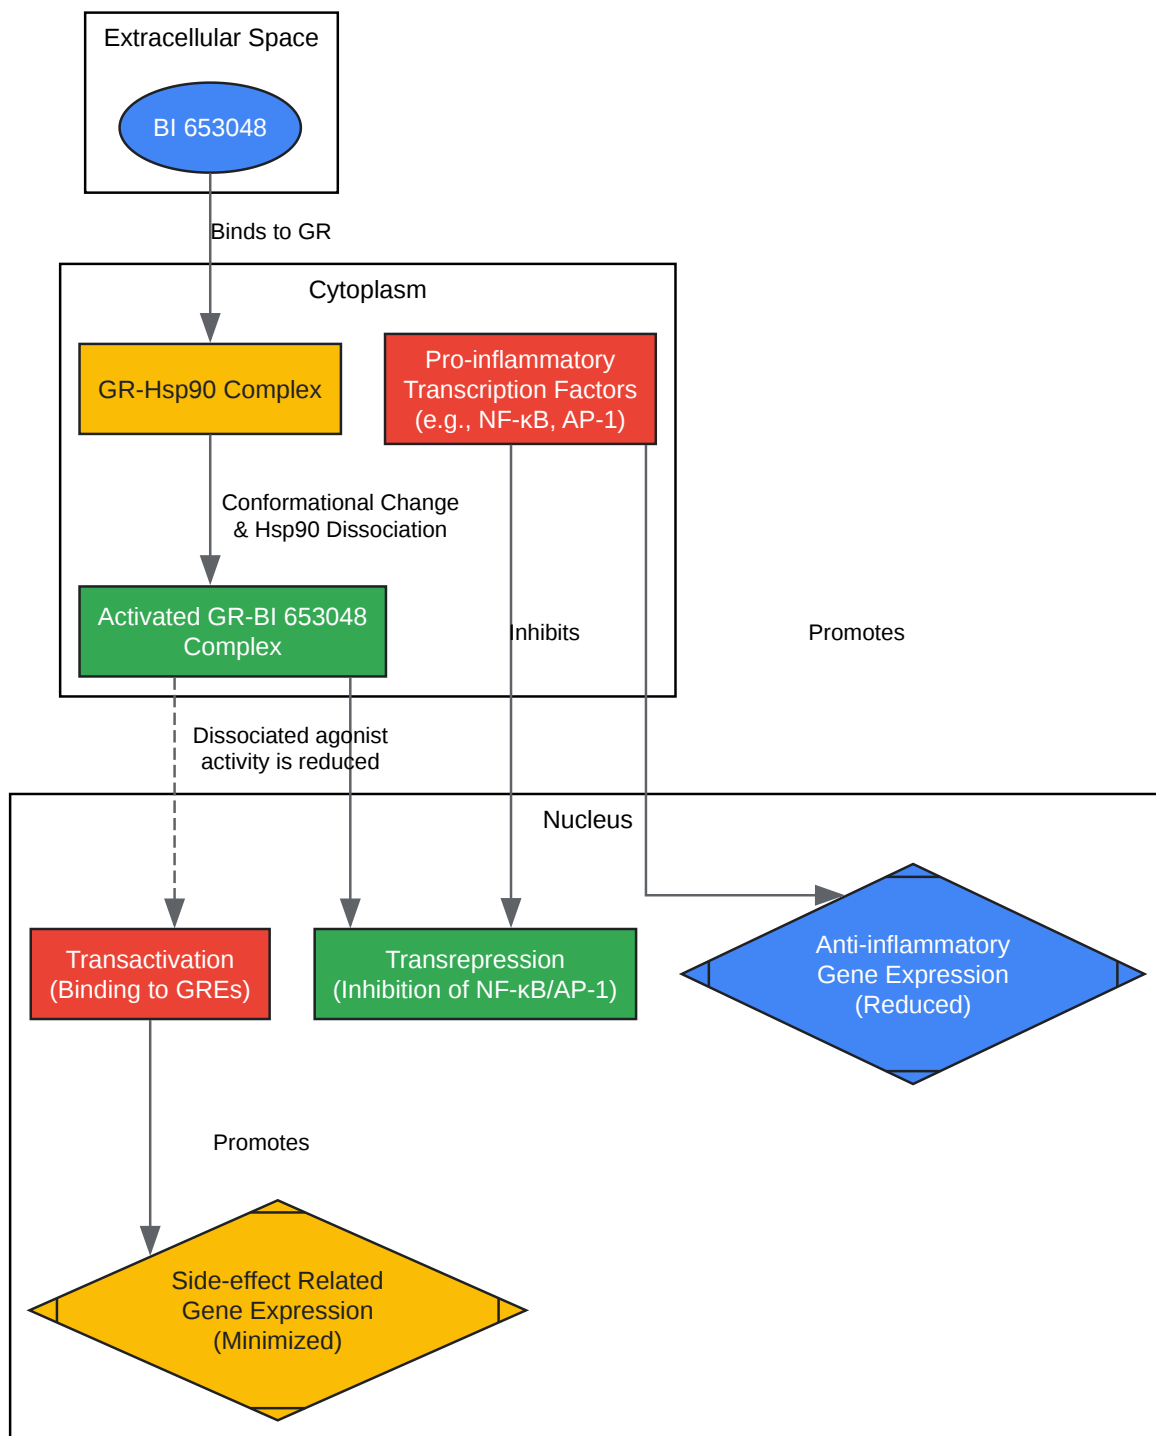 Extracellular Space
BI 653048
Binds to GR
Cytoplasm
GR-Hsp90 Complex
Pro-inflammatory
Transcription Factors
(e.g., NF-κB, AP-1)
Conformational Change
& Hsp90 Dissociation
Activated GR-BI 653048
Complex
Inhibits
Promotes
Dissociated agonist
activity is reduced
Nucleus
Transactivation
(Binding to GREs)
Transrepression
(Inhibition of NF-κB/AP-1)
Anti-inflammatory
Gene Expression
(Reduced)
Promotes
Side-effect Related
Gene Expression
(Minimized)